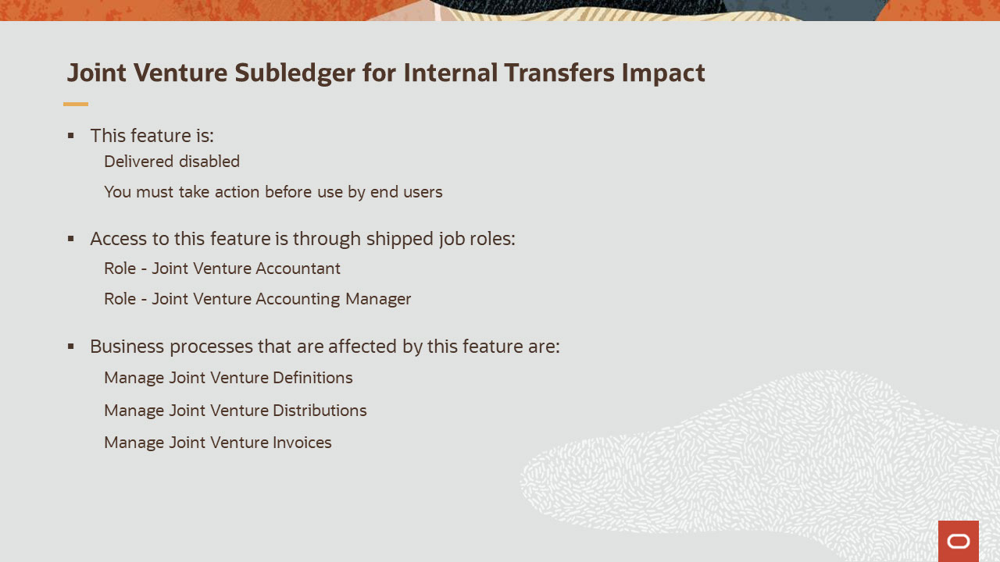 Joint Venture Subledger for Internal Transfers Impact
▪ This feature is:
Delivered disabled
You must take action before use by end users
▪ Access to this feature is through shipped job roles:
Role - Joint Venture Accountant
Role - Joint Venture Accounting Manager
▪ Business processes that are affected by this feature are:
Manage Joint Venture Definitions
Manage Joint Venture Distributions
Manage Joint Venture Invoices